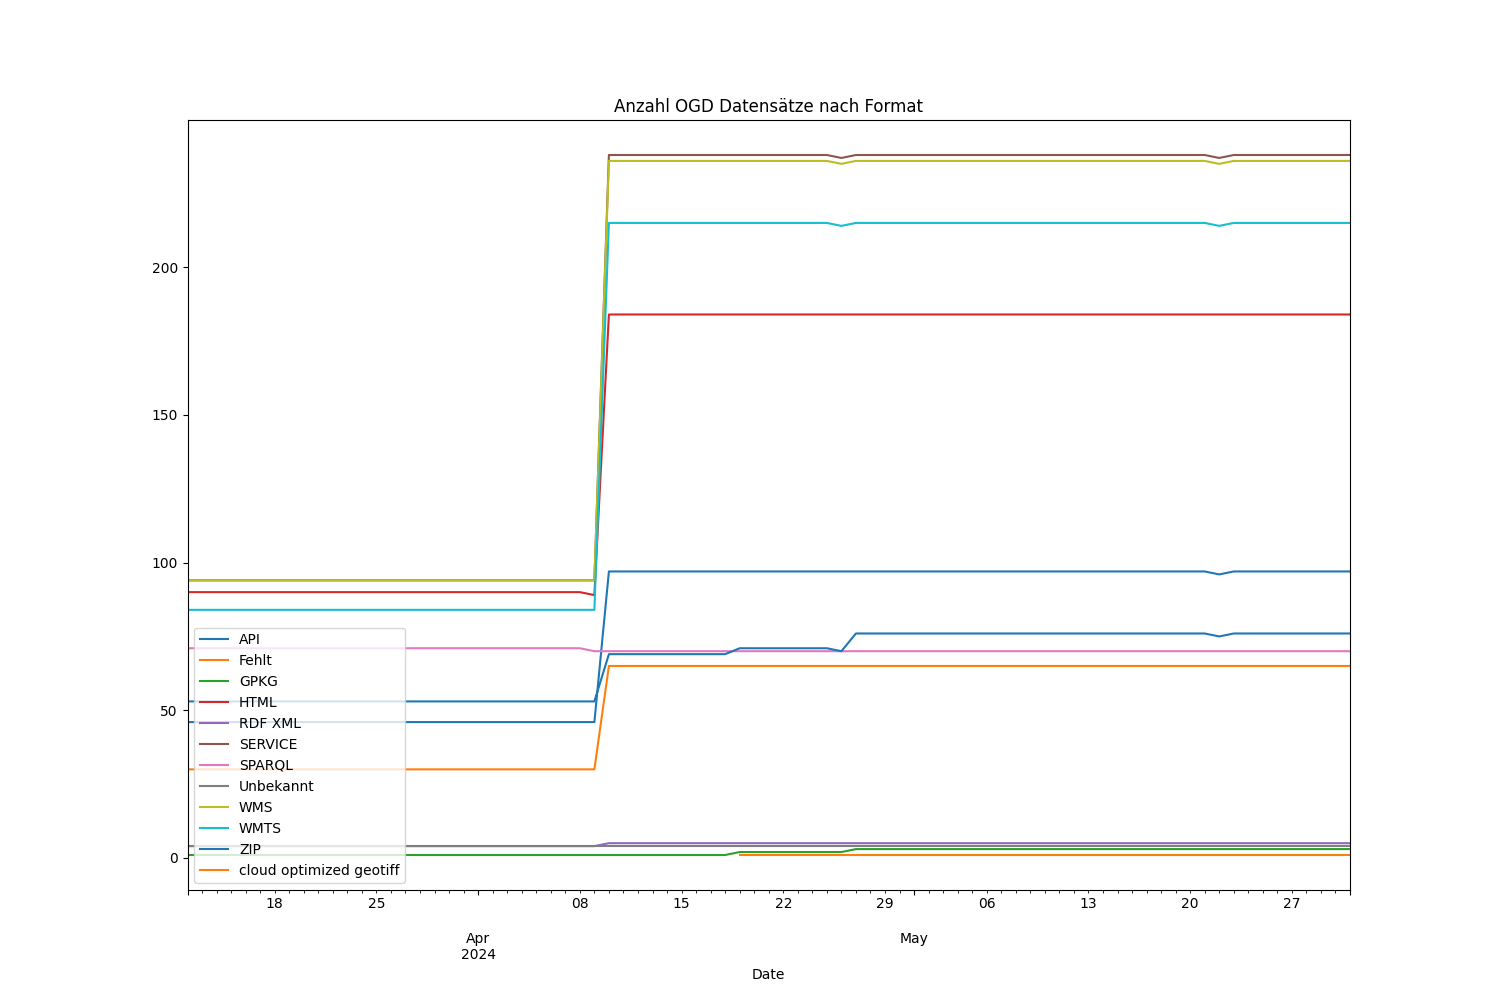 Anzahl OGD Datensätze nach Format
200
150
100
50
0
API
Fehlt
GPKG
HTML
RDF XML
SERVICE
SPARQL
Unbekannt
WMS
WMTS
ZIP
cloud optimized geotiff
18 25 08 15 22 29 06 13 20 27
Apr May
2024
Date